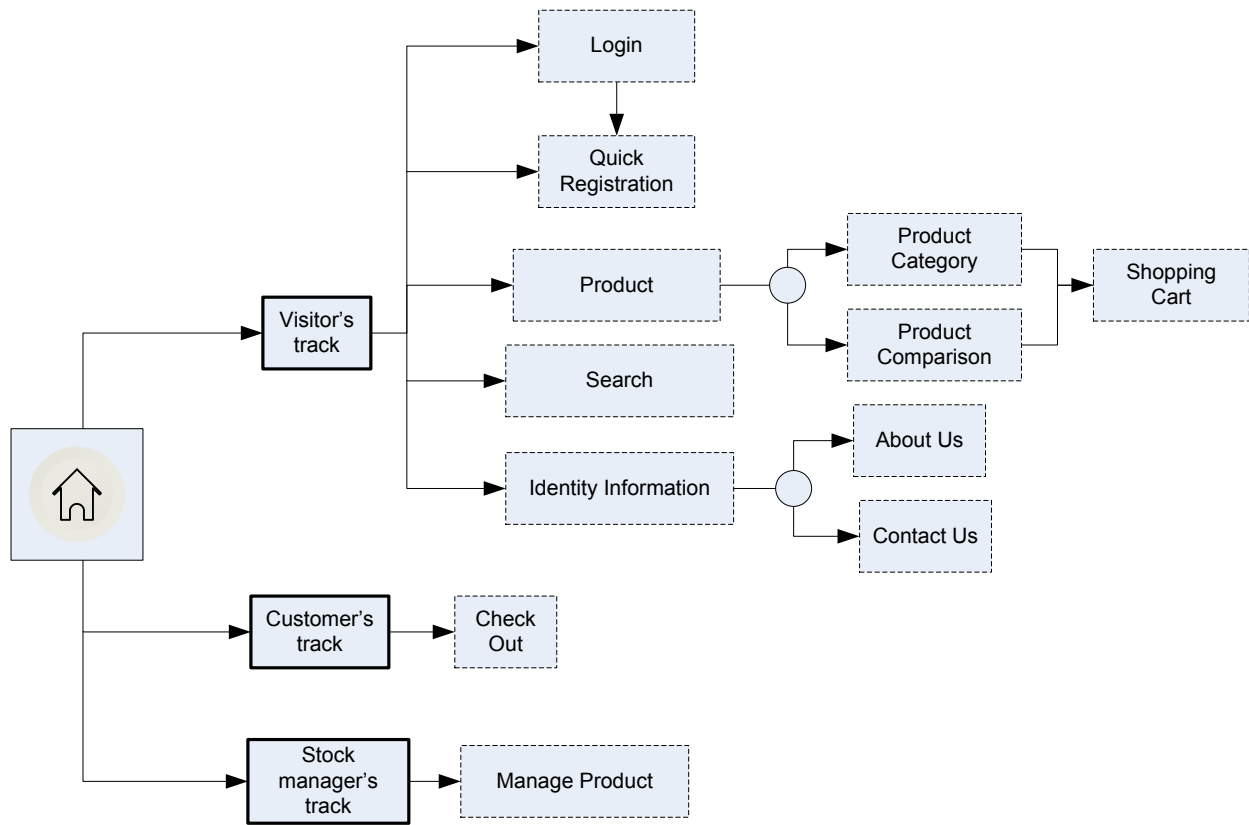 Login
Quick
Registration
Product
Category
Product
Shopping
Cart
Visitor’s
track
Product
Comparison
Search
About Us
Identity Information
Contact Us
Customer’s
track
Check
Out
Stock
manager’s
track
Manage Product